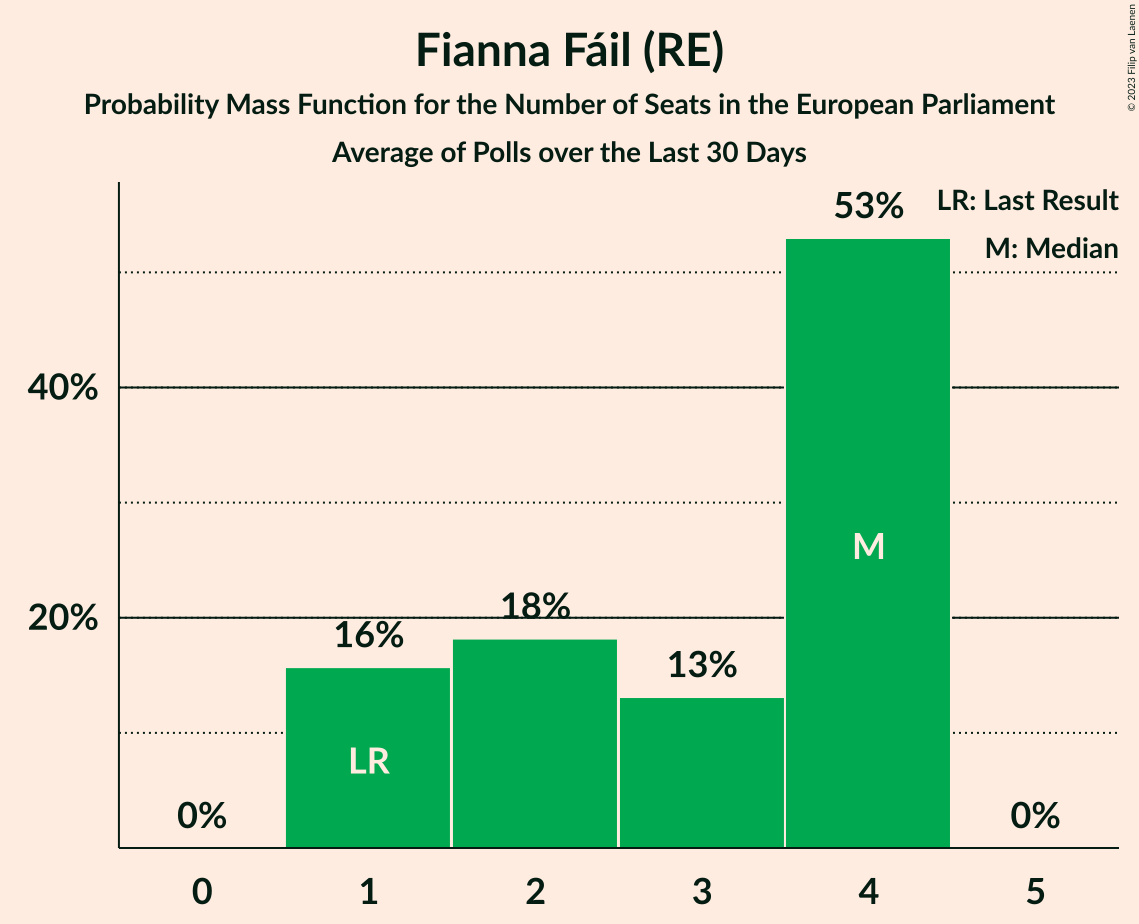 Fianna Fáil (RE)
Probability Mass Function for the Number of Seats in the European Parliament
Average of Polls over the Last 30 Days
© 2023 Filip van Laenen
LR: Last Result
M: Median
53%
40%
M
20%
18%
16%
13%
LR
0%
0%
0 1 2 3 4 5